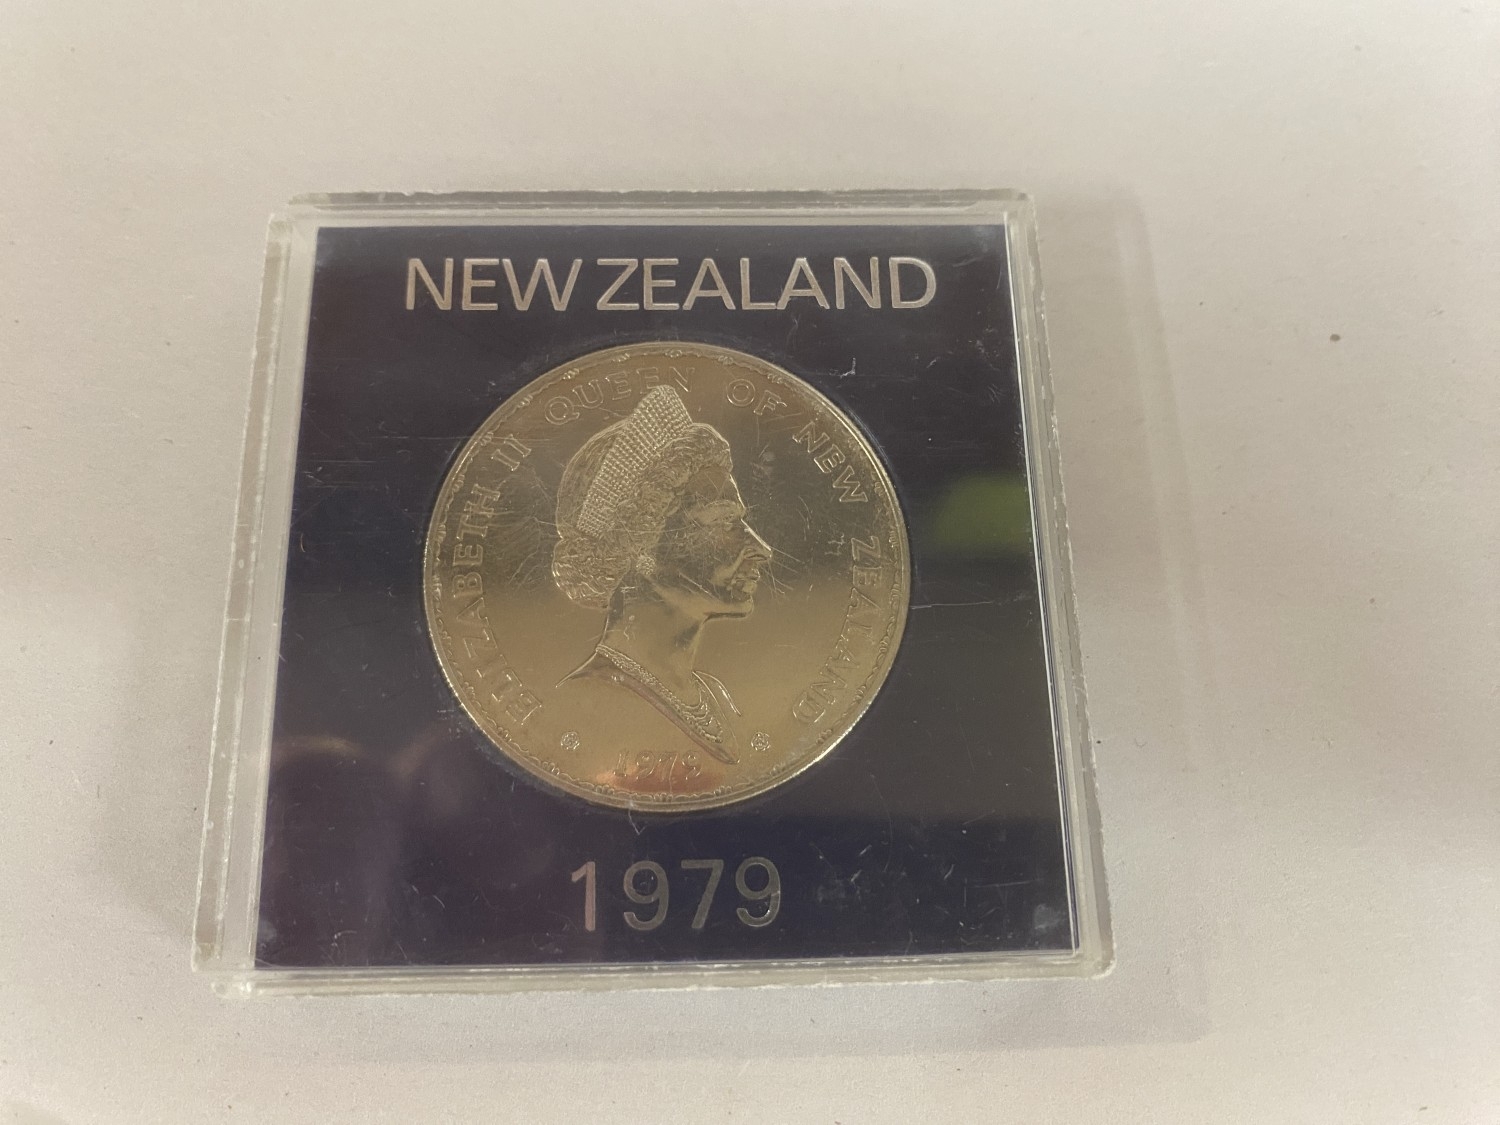 NEW ZEALAND
ELIZABETH II QUEEN OF NEW ZEALAND
1979
1979